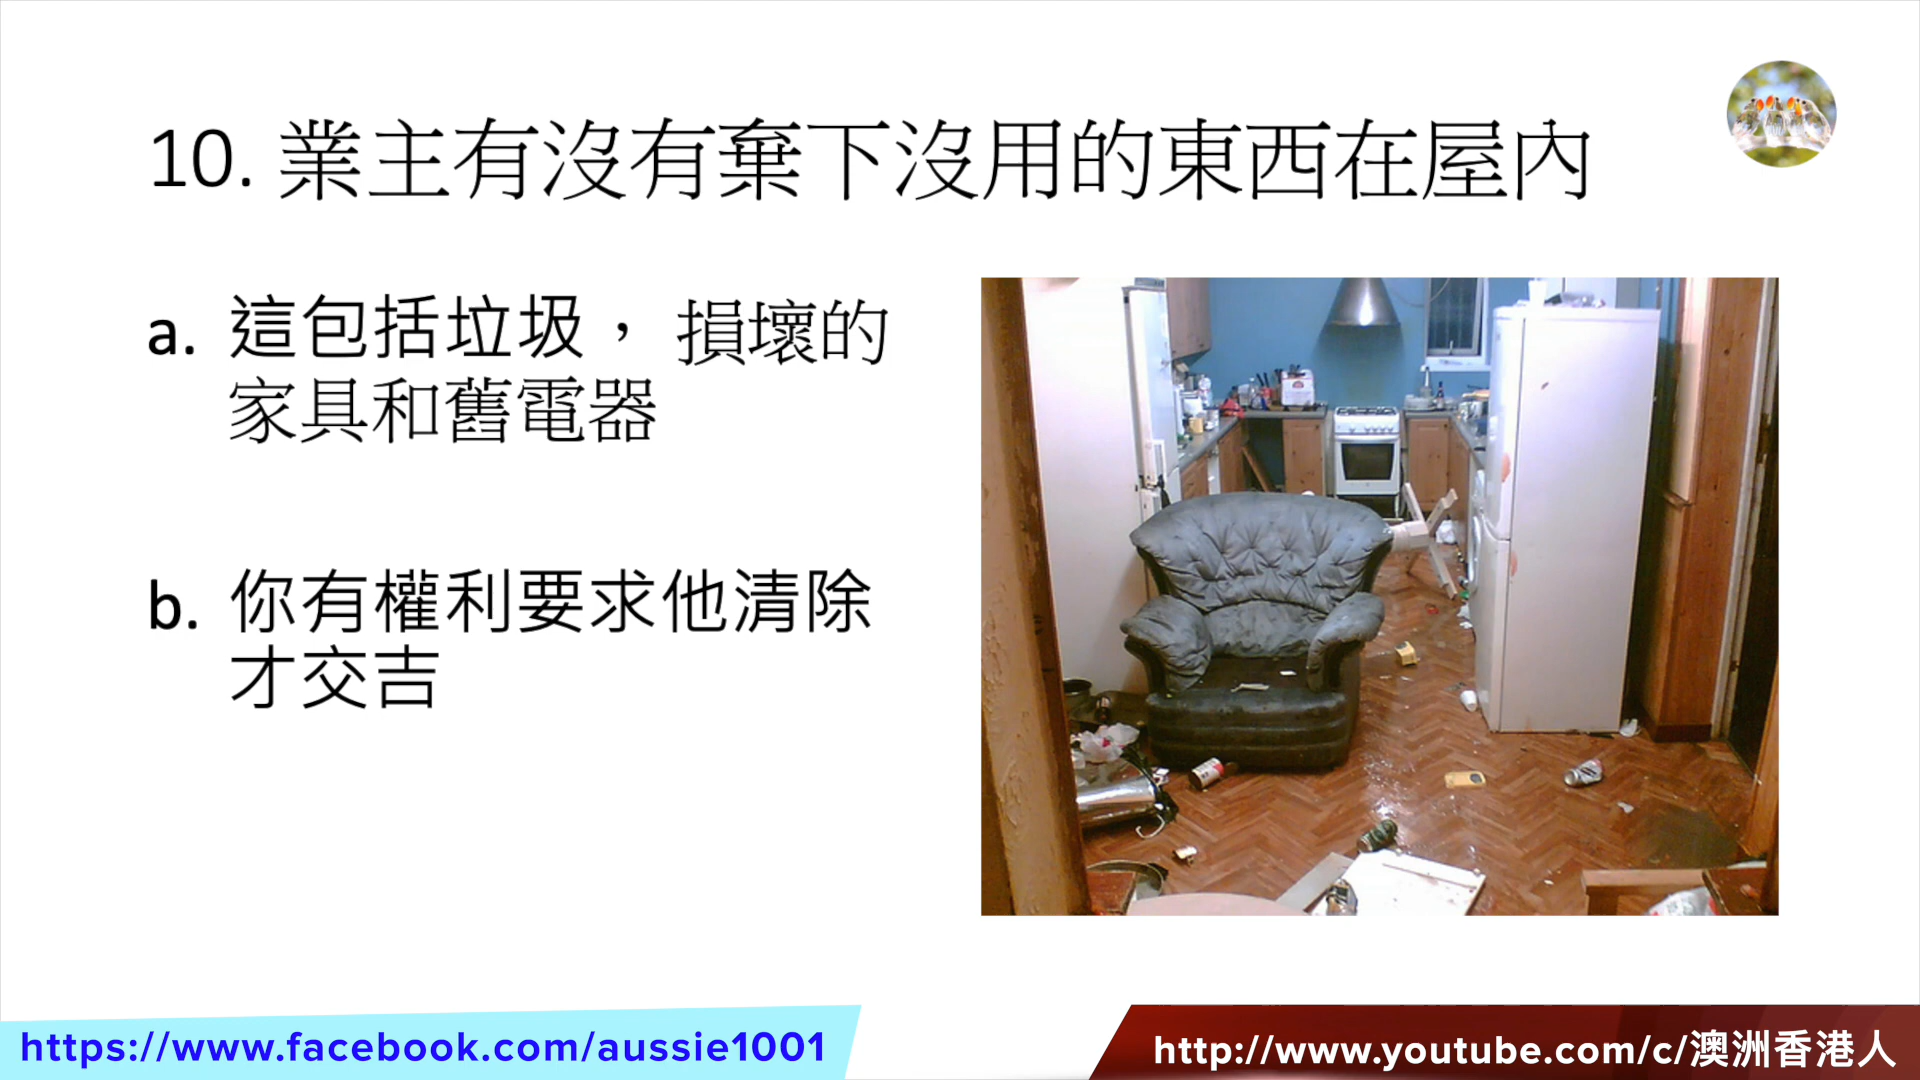 10. 業主有沒有棄下沒用的東西在屋內
a. 這包括垃圾， 損壞的
家具和舊電器
b. 你有權利要求他清除
才交吉
https://www.facebook.com/aussie1001
http://www.youtube.com/c/澳洲香港人